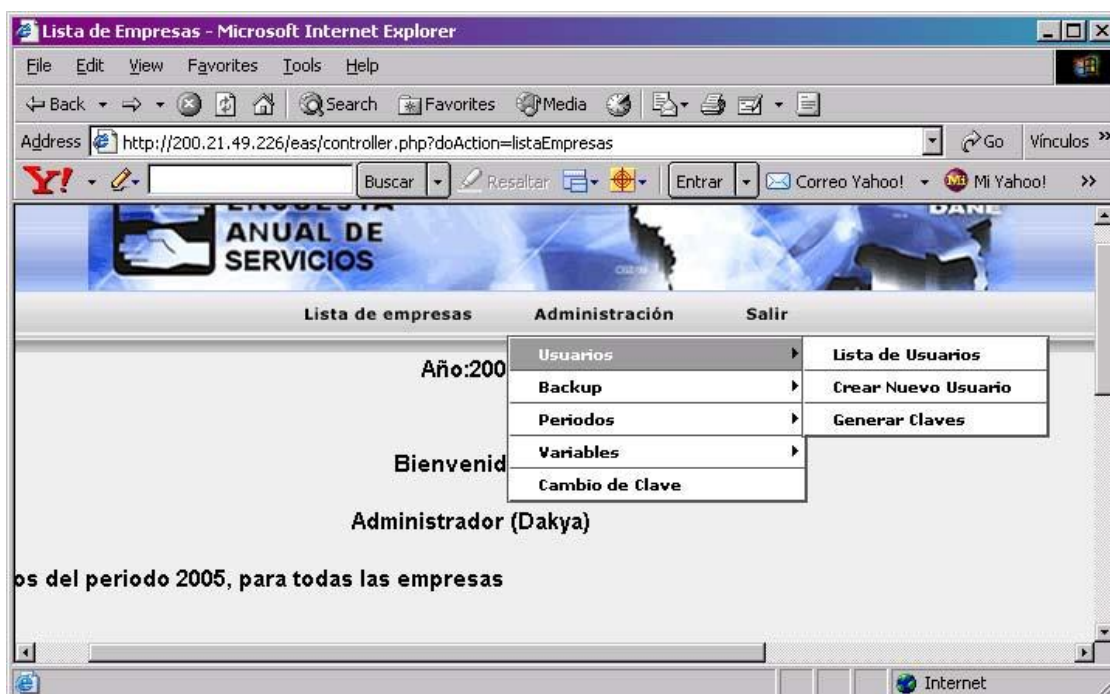 Lista de Empresas - Microsoft Internet Explorer
File Edit View Favorites Tools Help
Back Search Favorites Media
Address http://200.21.49.226/eas/controller.php?doAction=listaEmpresas Go Vínculos »
Y! Buscar Resaltar Entrar Correo Yahoo! Mi Yahoo! »
ENCUESTA
ANUAL DE
SERVICIOS
DANE
Lista de empresas Administración Salir
Año:200
Usuarios
Backup
Periodos
Variables
Cambio de Clave
Lista de Usuarios
Crear Nuevo Usuario
Generar Claves
Bienvenid
Administrador (Dakya)
os del periodo 2005, para todas las empresas
Internet